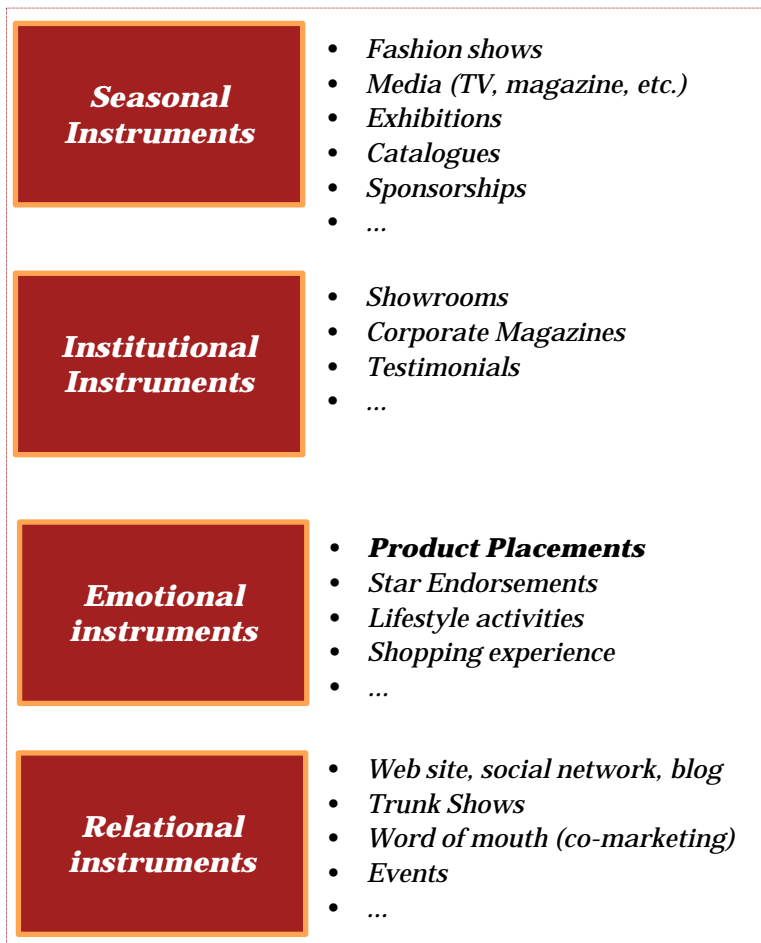 Seasonal
Instruments
• Fashion shows
• Media (TV, magazine, etc.)
• Exhibitions
• Catalogues
• Sponsorships
• ...
Institutional
Instruments
• Showrooms
• Corporate Magazines
• Testimonials
• ...
Emotional
instruments
• Product Placements
• Star Endorsements
• Lifestyle activities
• Shopping experience
• ...
Relational
instruments
• Web site, social network, blog
• Trunk Shows
• Word of mouth (co-marketing)
• Events
• ...